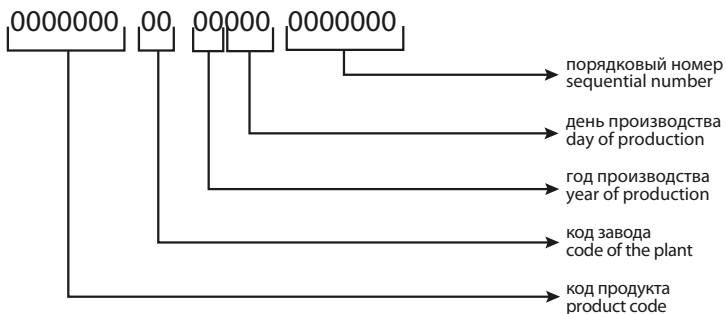 0000000 00 00000 0000000
порядковый номер
sequential number
день производства
day of production
год производства
year of production
код завода
code of the plant
код продукта
product code